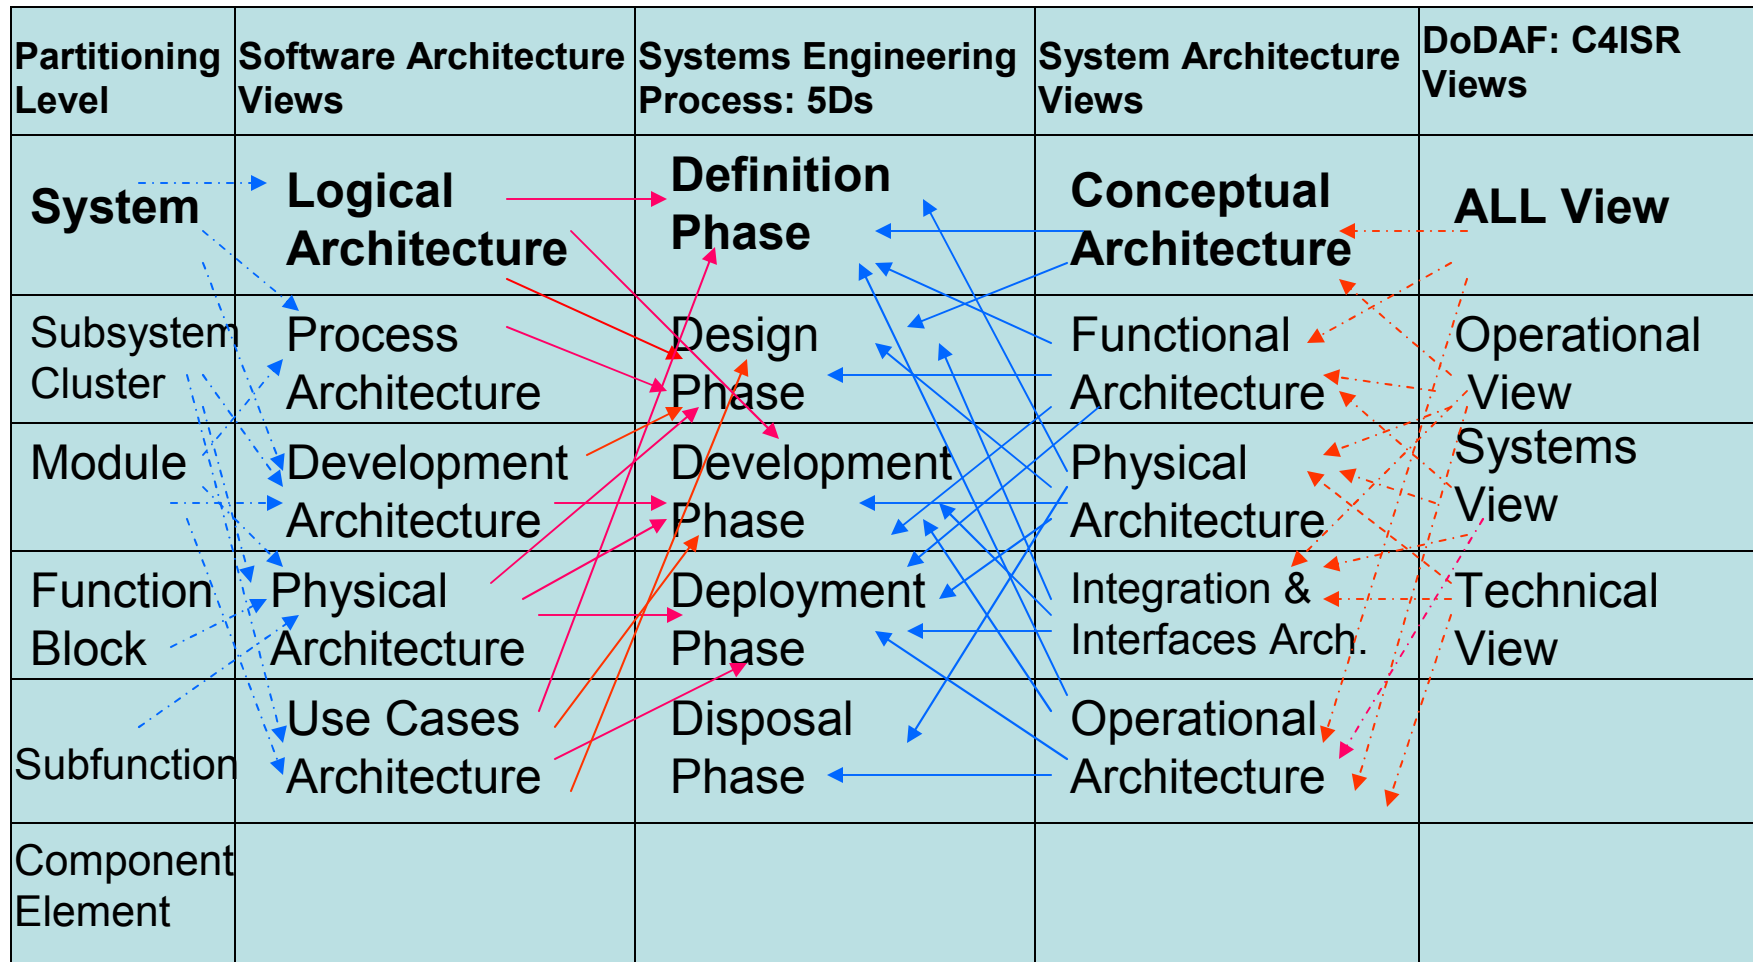 Partitioning
Level
Software Architecture
Views
Systems Engineering
Process: 5Ds
System Architecture
Views
DoDAF: C4ISR
Views
System
Logical
Architecture
Definition
Phase
Conceptual
Architecture
ALL View
Subsystem
Cluster
Process
Architecture
Design
Phase
Functional
Architecture
Operational
View
Module
Development
Architecture
Development
Phase
Physical
Architecture
Systems
View
Function
Block
Physical
Architecture
Deployment
Phase
Integration &
Interfaces Arch.
Technical
View
Subfunction
Use Cases
Architecture
Disposal
Phase
Operational
Architecture
Component
Element